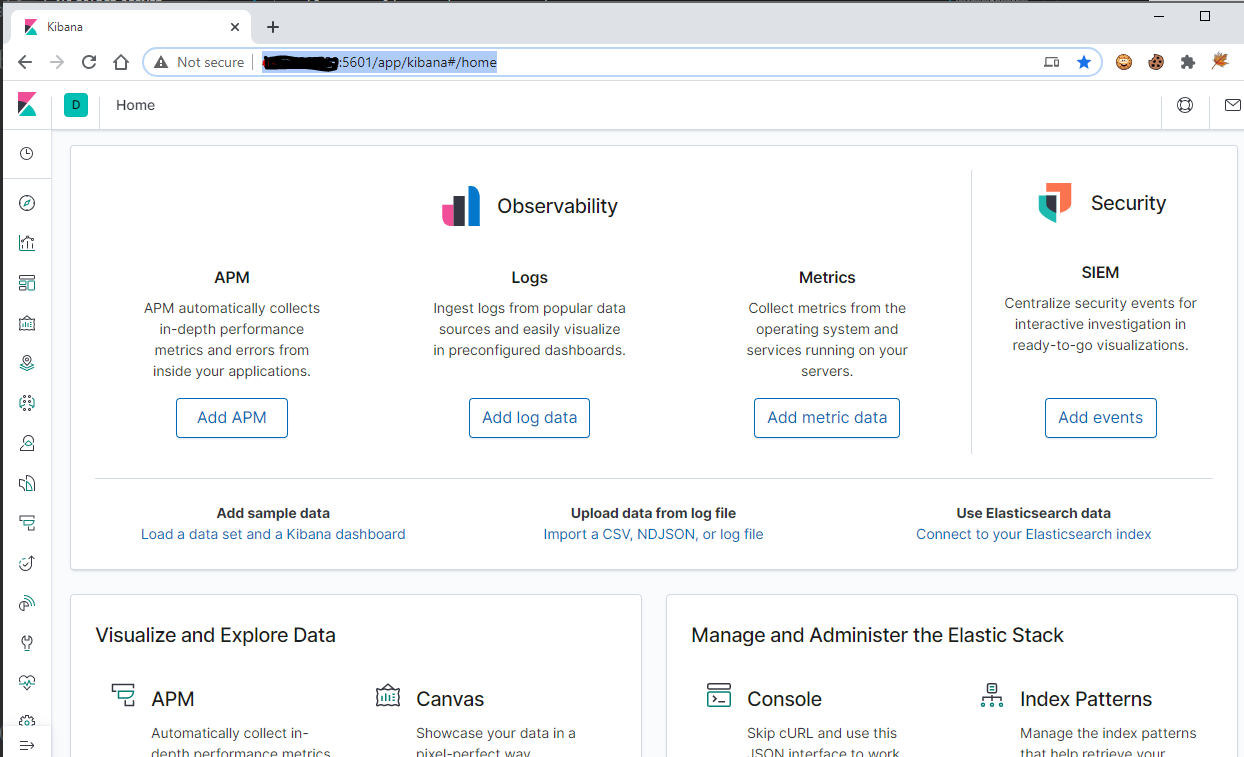 Kibana
Not secure
:5601/app/kibana#/home
D
Home
Observability
Security
APM
APM automatically collects
in-depth performance
metrics and errors from
inside your applications.
Add APM
Logs
Ingest logs from popular data
sources and easily visualize
in preconfigured dashboards.
Add log data
Metrics
Collect metrics from the
operating system and
services running on your
servers.
Add metric data
SIEM
Centralize security events for
interactive investigation in
ready-to-go visualizations.
Add events
Add sample data
Load a data set and a Kibana dashboard
Upload data from log file
Import a CSV, NDJSON, or log file
Use Elasticsearch data
Connect to your Elasticsearch index
Visualize and Explore Data
APM
Automatically collect in-
depth performance metrics
Canvas
Showcase your data in a
pixel-perfect way.
Manage and Administer the Elastic Stack
Console
Skip cURL and use this
JSON interface to work
Index Patterns
Manage the index patterns
that help retrieve your